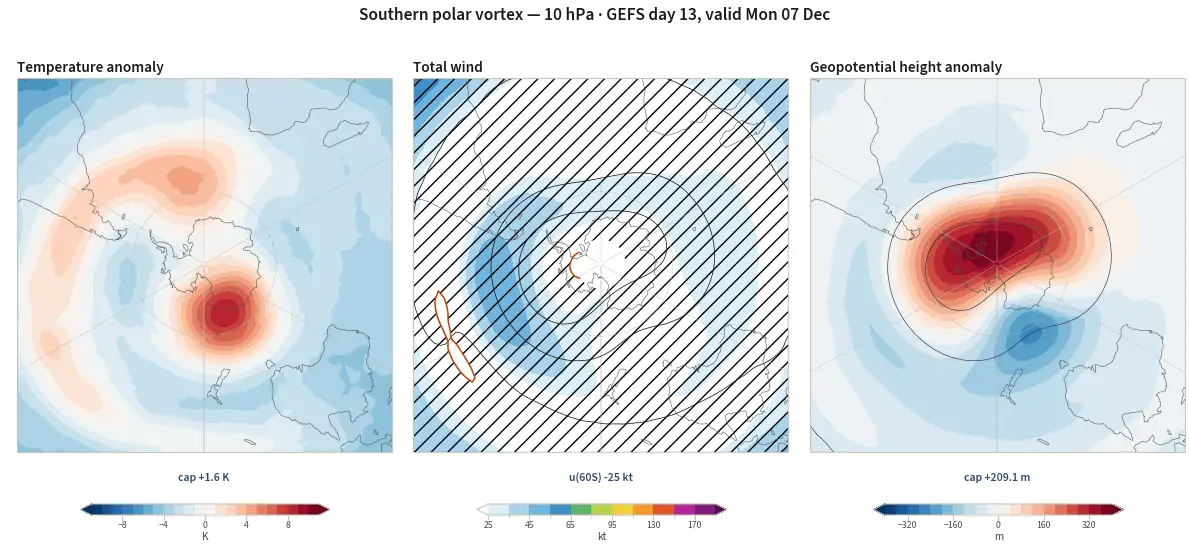 Southern polar vortex — 10 hPa · GEFS day 13, valid Mon 07 Dec
Temperature anomaly
Total wind
Geopotential height anomaly
cap +1.6 K
u(60S) -25 kt
cap +209.1 m
−8 −4 0 4 8
K
25 45 65 95 130 170
kt
−320 −160 0 160 320
m